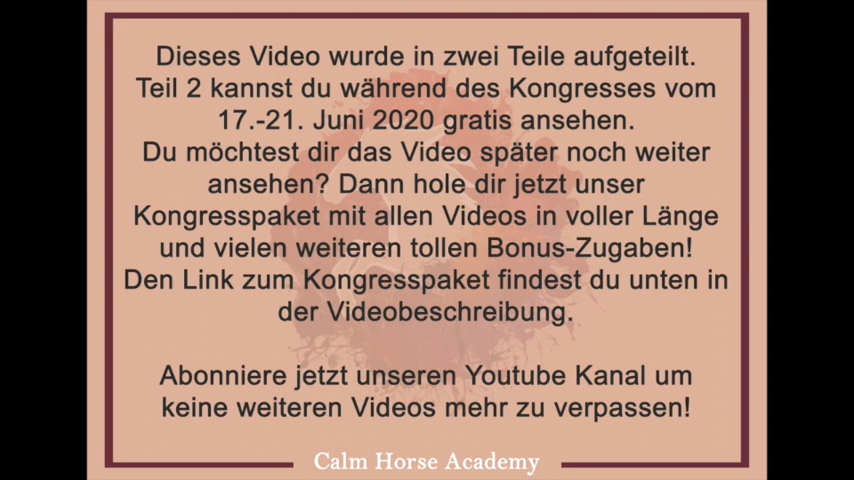 Dieses Video wurde in zwei Teile aufgeteilt.
Teil 2 kannst du während des Kongresses vom
17.-21. Juni 2020 gratis ansehen.
Du möchtest dir das Video später noch weiter
ansehen? Dann hole dir jetzt unser
Kongresspaket mit allen Videos in voller Länge
und vielen weiteren tollen Bonus-Zugaben!
Den Link zum Kongresspaket findest du unten in
der Videobeschreibung.
Abonniere jetzt unseren Youtube Kanal um
keine weiteren Videos mehr zu verpassen!
Calm Horse Academy